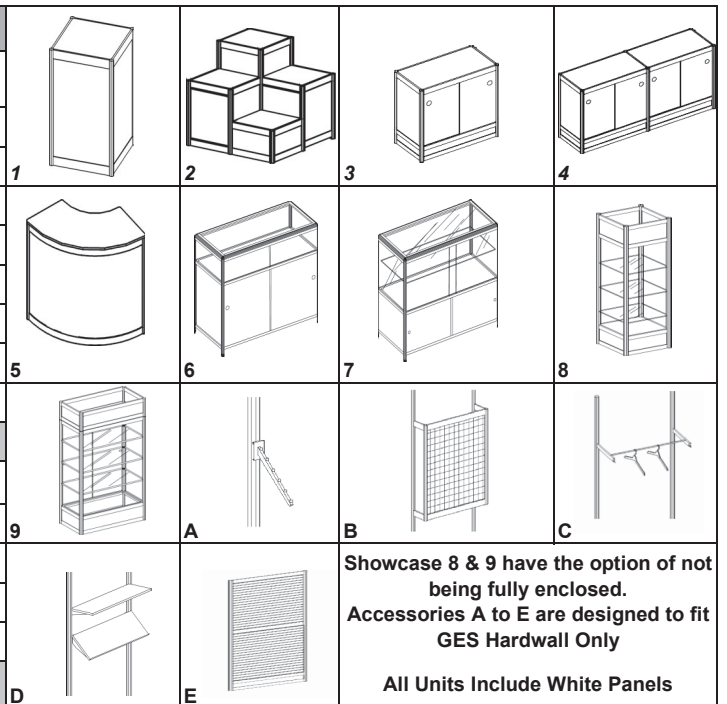 1
2
3
4
5
6
7
8
9
A
B
C
D
E
Showcase 8 & 9 have the option of not
being fully enclosed.
Accessories A to E are designed to fit
GES Hardwall Only
All Units Include White Panels